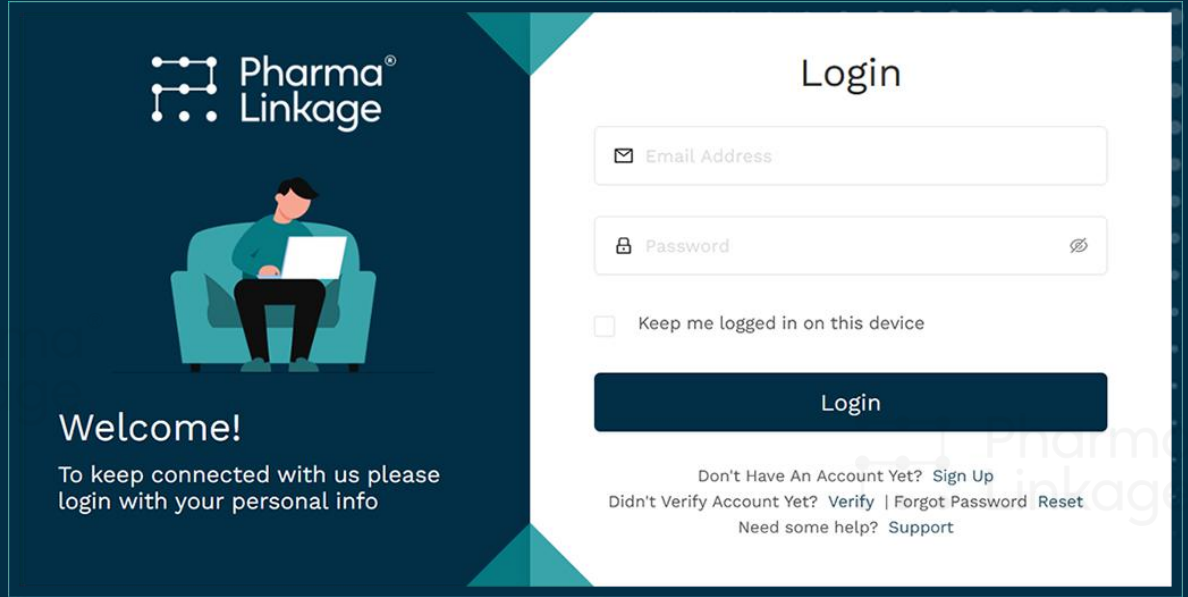 Pharma®
Linkage
Welcome!
To keep connected with us please
login with your personal info
Login
Email Address
Password
Keep me logged in on this device
Login
Don't Have An Account Yet? Sign Up
Didn't Verify Account Yet? Verify | Forgot Password Reset
Need some help? Support
Pharma
Linkage